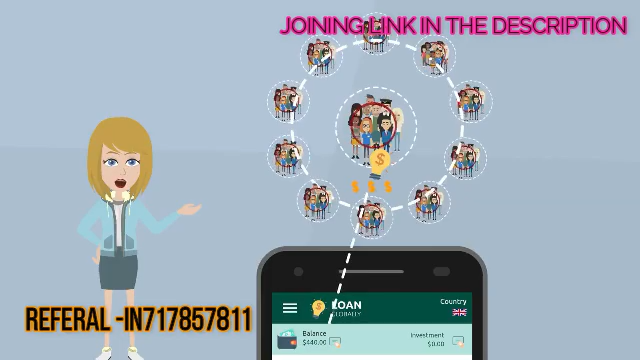 JOINING LINK IN THE DESCRIPTION
LOAN
GLOBALLY
Country
Balance
$440.00
Investment
$0.00
REFERAL -IN717857811